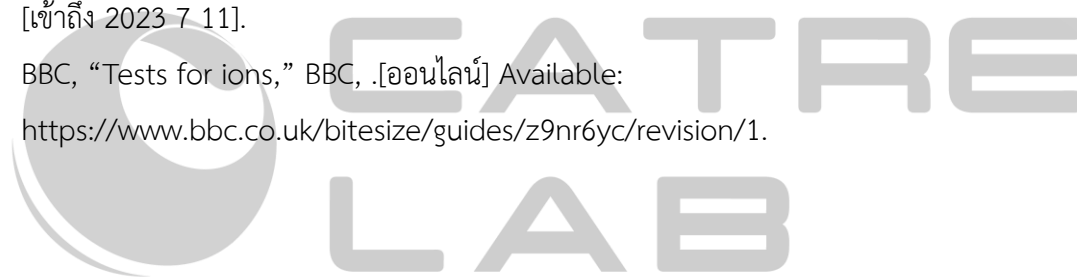 [เข้าถึง 2023 7 11].
BBC, “Tests for ions,” BBC, .[ออนไลน์] Available:
https://www.bbc.co.uk/bitesize/guides/z9nr6yc/revision/1.
CATRE
LAB